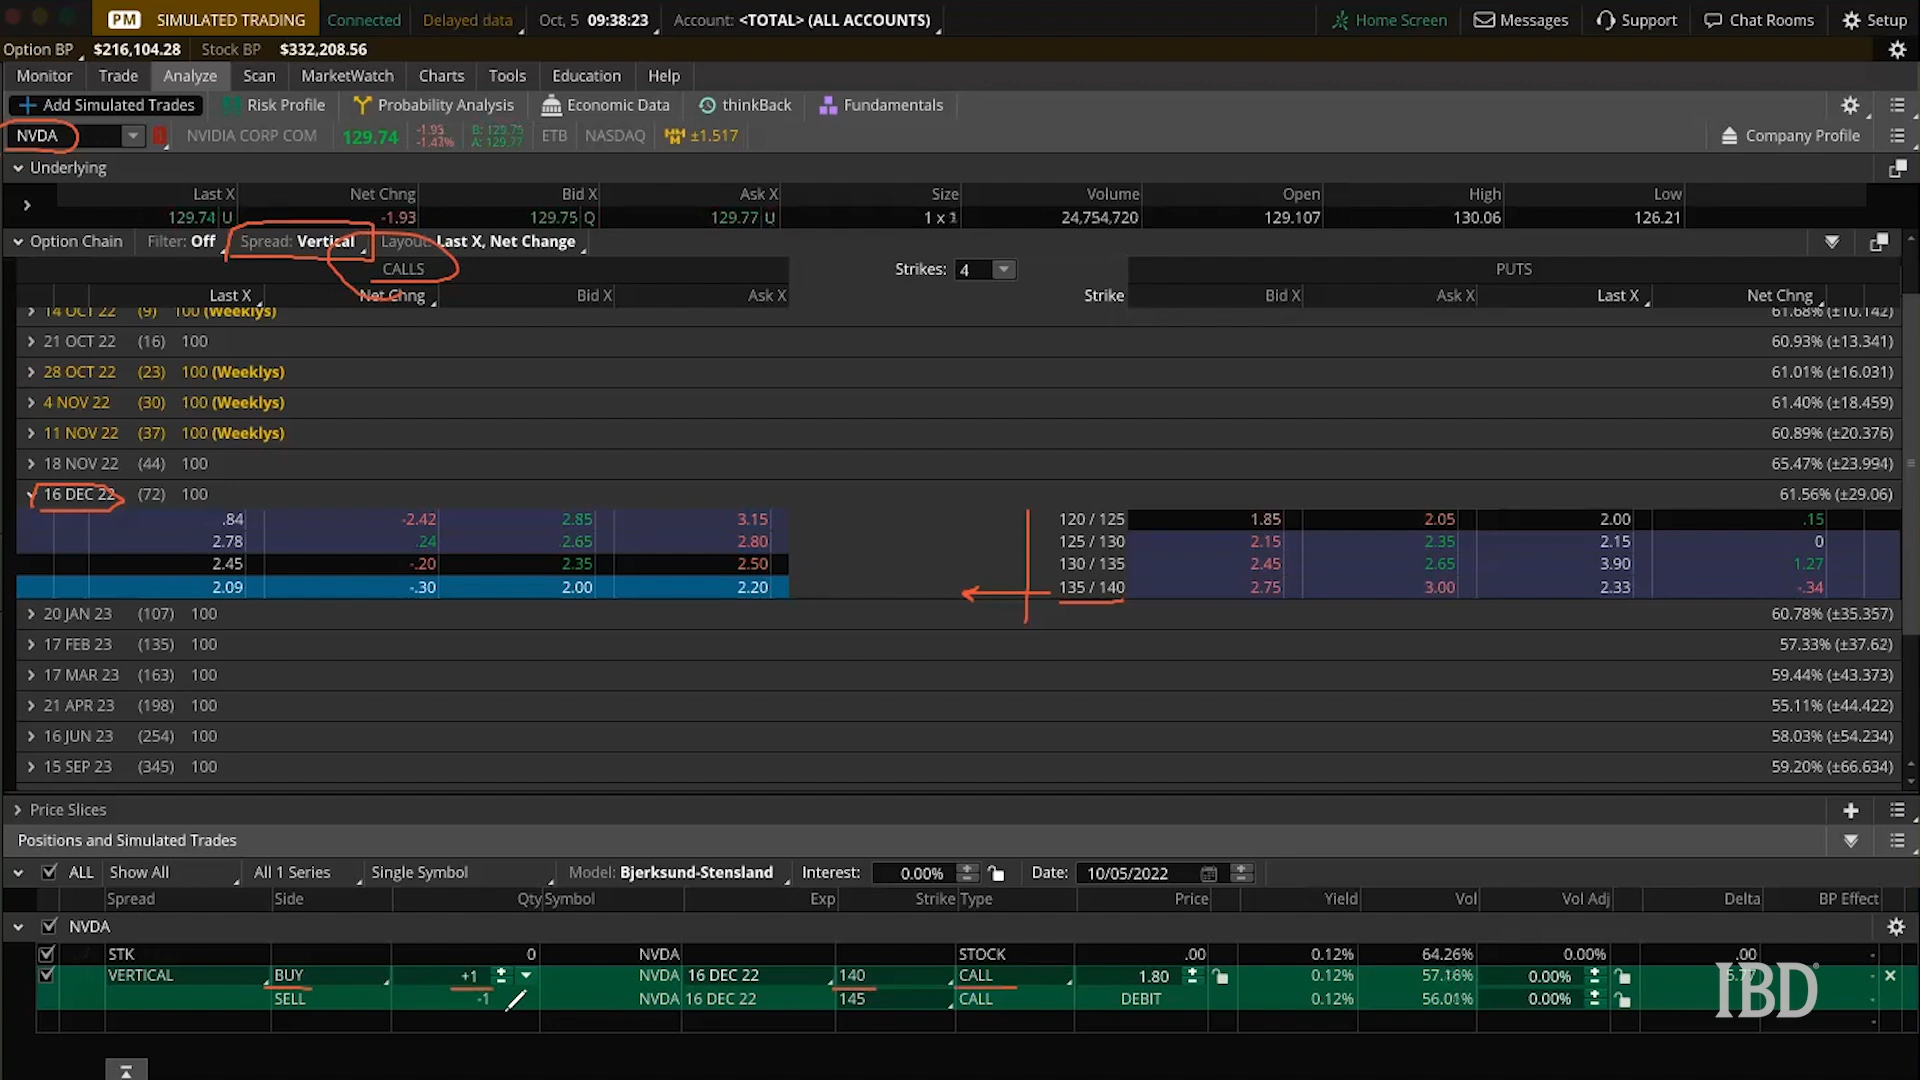 PM SIMULATED TRADING Connected Delayed data Oct, 5 09:38:23 Account: <TOTAL> (ALL ACCOUNTS) Home Screen Messages Support Chat Rooms Setup
Option BP $216,104.28 Stock BP $332,208.56
Monitor Trade Analyze Scan MarketWatch Charts Tools Education Help
Add Simulated Trades Risk Profile Probability Analysis Economic Data thinkBack Fundamentals
NVDA NVIDIA CORP COM 129.74 -1.93 -1.47% B: 129.75 A: 129.77 ETB NASDAQ ±1.517 Company Profile
Underlying
Last X Net Chng Bid X Ask X Size Volume Open High Low
129.74 U -1.93 129.75 Q 129.77 U 1 x 1 24,754,720 129.107 130.06 126.21
Option Chain Filter: Off Spread: Vertical Layout: Last X, Net Change
CALLS Strikes: 4 PUTS
Last X Net Chng Bid X Ask X Strike Bid X Ask X Last X Net Chng
14 OCT 22 (9) 100 (Weeklys) 61.68% (±10.142)
21 OCT 22 (16) 100 60.93% (±13.341)
28 OCT 22 (23) 100 (Weeklys) 61.01% (±16.031)
4 NOV 22 (30) 100 (Weeklys) 61.40% (±18.459)
11 NOV 22 (37) 100 (Weeklys) 60.89% (±20.376)
18 NOV 22 (44) 100 65.47% (±23.994)
16 DEC 22 (72) 100 61.56% (±29.06)
.84 -2.42 2.85 3.15 120 / 125 1.85 2.05 2.00 .15
2.78 .24 2.65 2.80 125 / 130 2.15 2.35 2.15 0
2.45 -.20 2.35 2.50 130 / 135 2.45 2.65 3.90 1.27
2.09 -.30 2.00 2.20 135 / 140 2.75 3.00 2.33 -.34
20 JAN 23 (107) 100 60.78% (±35.357)
17 FEB 23 (135) 100 57.33% (±37.62)
17 MAR 23 (163) 100 59.44% (±43.373)
21 APR 23 (198) 100 55.11% (±44.422)
16 JUN 23 (254) 100 58.03% (±54.234)
15 SEP 23 (345) 100 59.20% (±66.634)
Price Slices
Positions and Simulated Trades
ALL Show All All 1 Series Single Symbol Model: Bjerksund-Stensland Interest: 0.00% Date: 10/05/2022
Spread Side Qty Symbol Exp Strike Type Price Yield Vol Vol Adj Delta BP Effect
NVDA
STK 0 NVDA STOCK .00 0.12% 64.26% 0.00% .00
VERTICAL BUY +1 NVDA 16 DEC 22 140 CALL 1.80 0.12% 57.16% 0.00%
SELL -1 NVDA 16 DEC 22 145 CALL DEBIT 0.12% 56.01% 0.00%
IBD